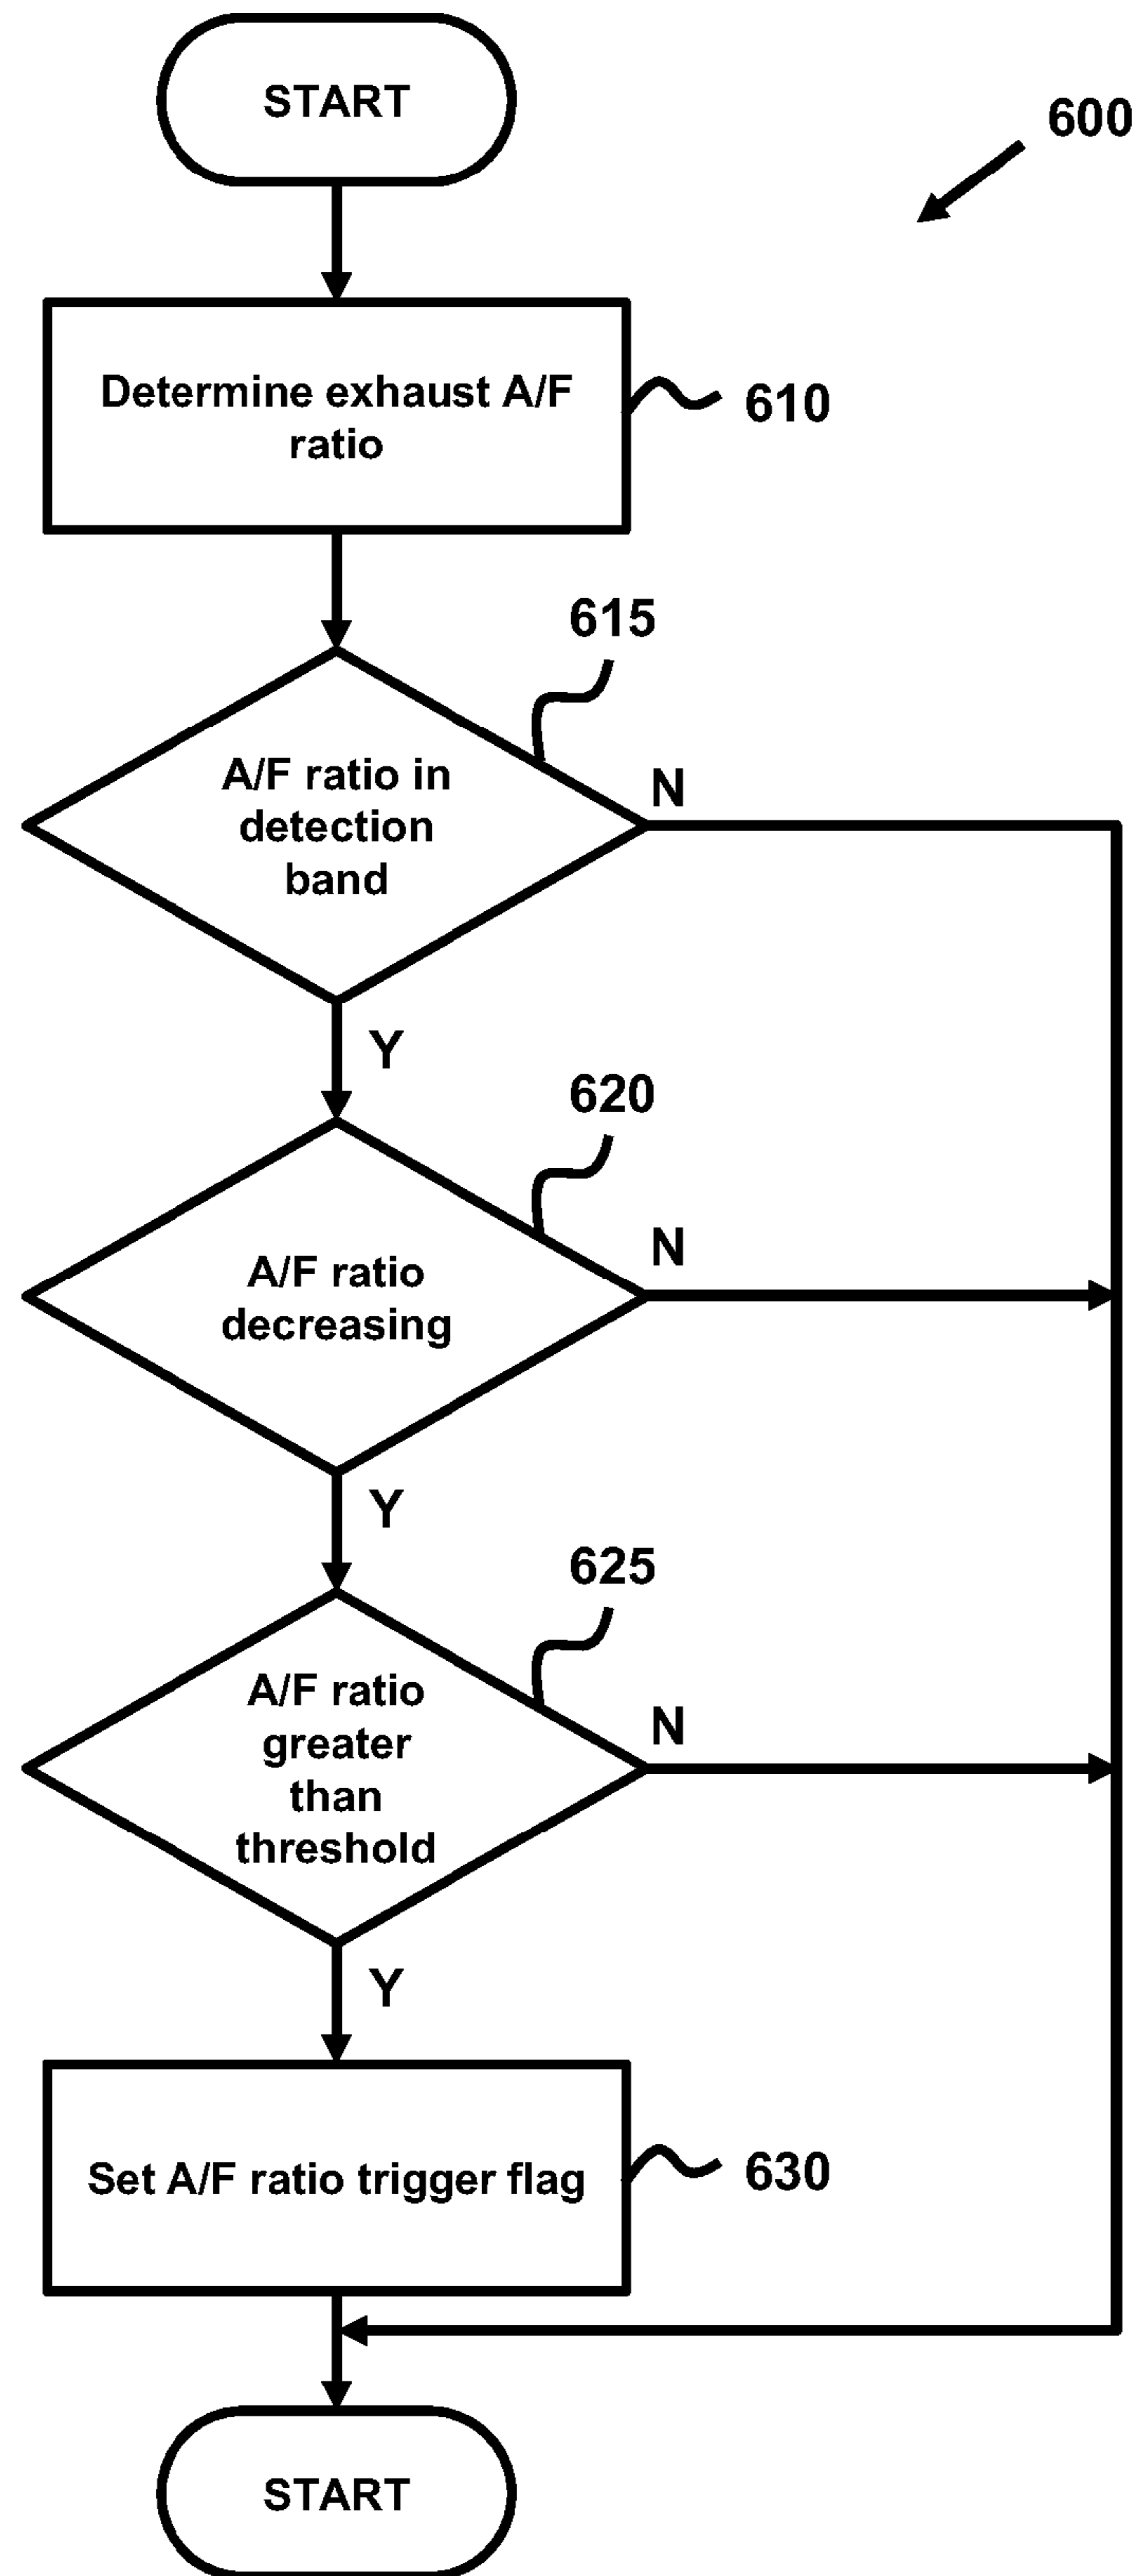 START
600
Determine exhaust A/F
ratio
610
615
A/F ratio in
detection
band
N
Y
620
A/F ratio
decreasing
N
Y
625
A/F ratio
greater
than
threshold
N
Y
Set A/F ratio trigger flag
630
START